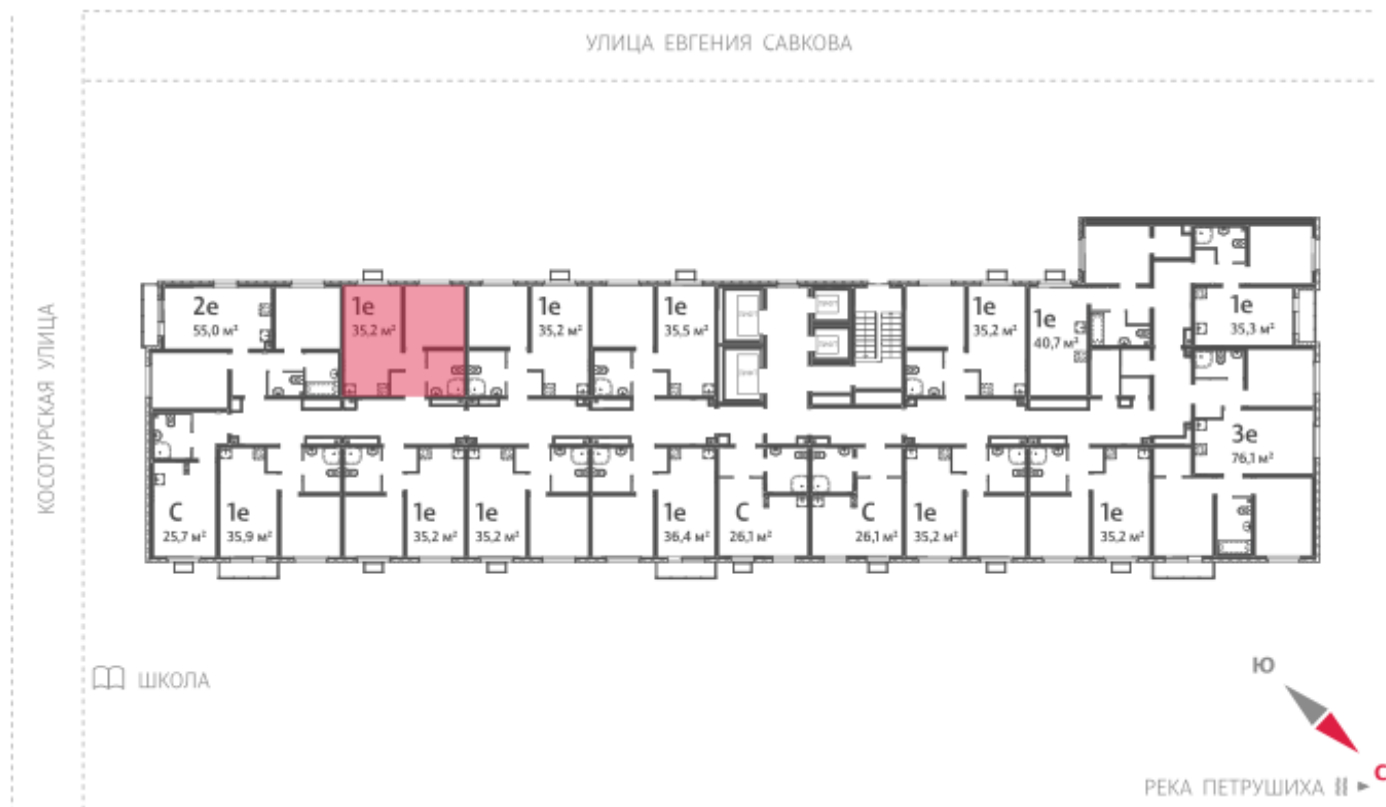 УЛИЦА ЕВГЕНИЯ САВКОВА
КОСОТУРСКАЯ УЛИЦА
2е
55,0 м²
1е
35,2 м²
1е
35,2 м²
1е
35,5 м²
1е
35,2 м²
1е
40,7 м²
1е
35,3 м²
3е
76,1 м²
С
25,7 м²
1е
35,9 м²
1е
35,2 м²
1е
35,2 м²
1е
36,4 м²
С
26,1 м²
С
26,1 м²
1е
35,2 м²
1е
35,2 м²
ШКОЛА
Ю
С
РЕКА ПЕТРУШИХА